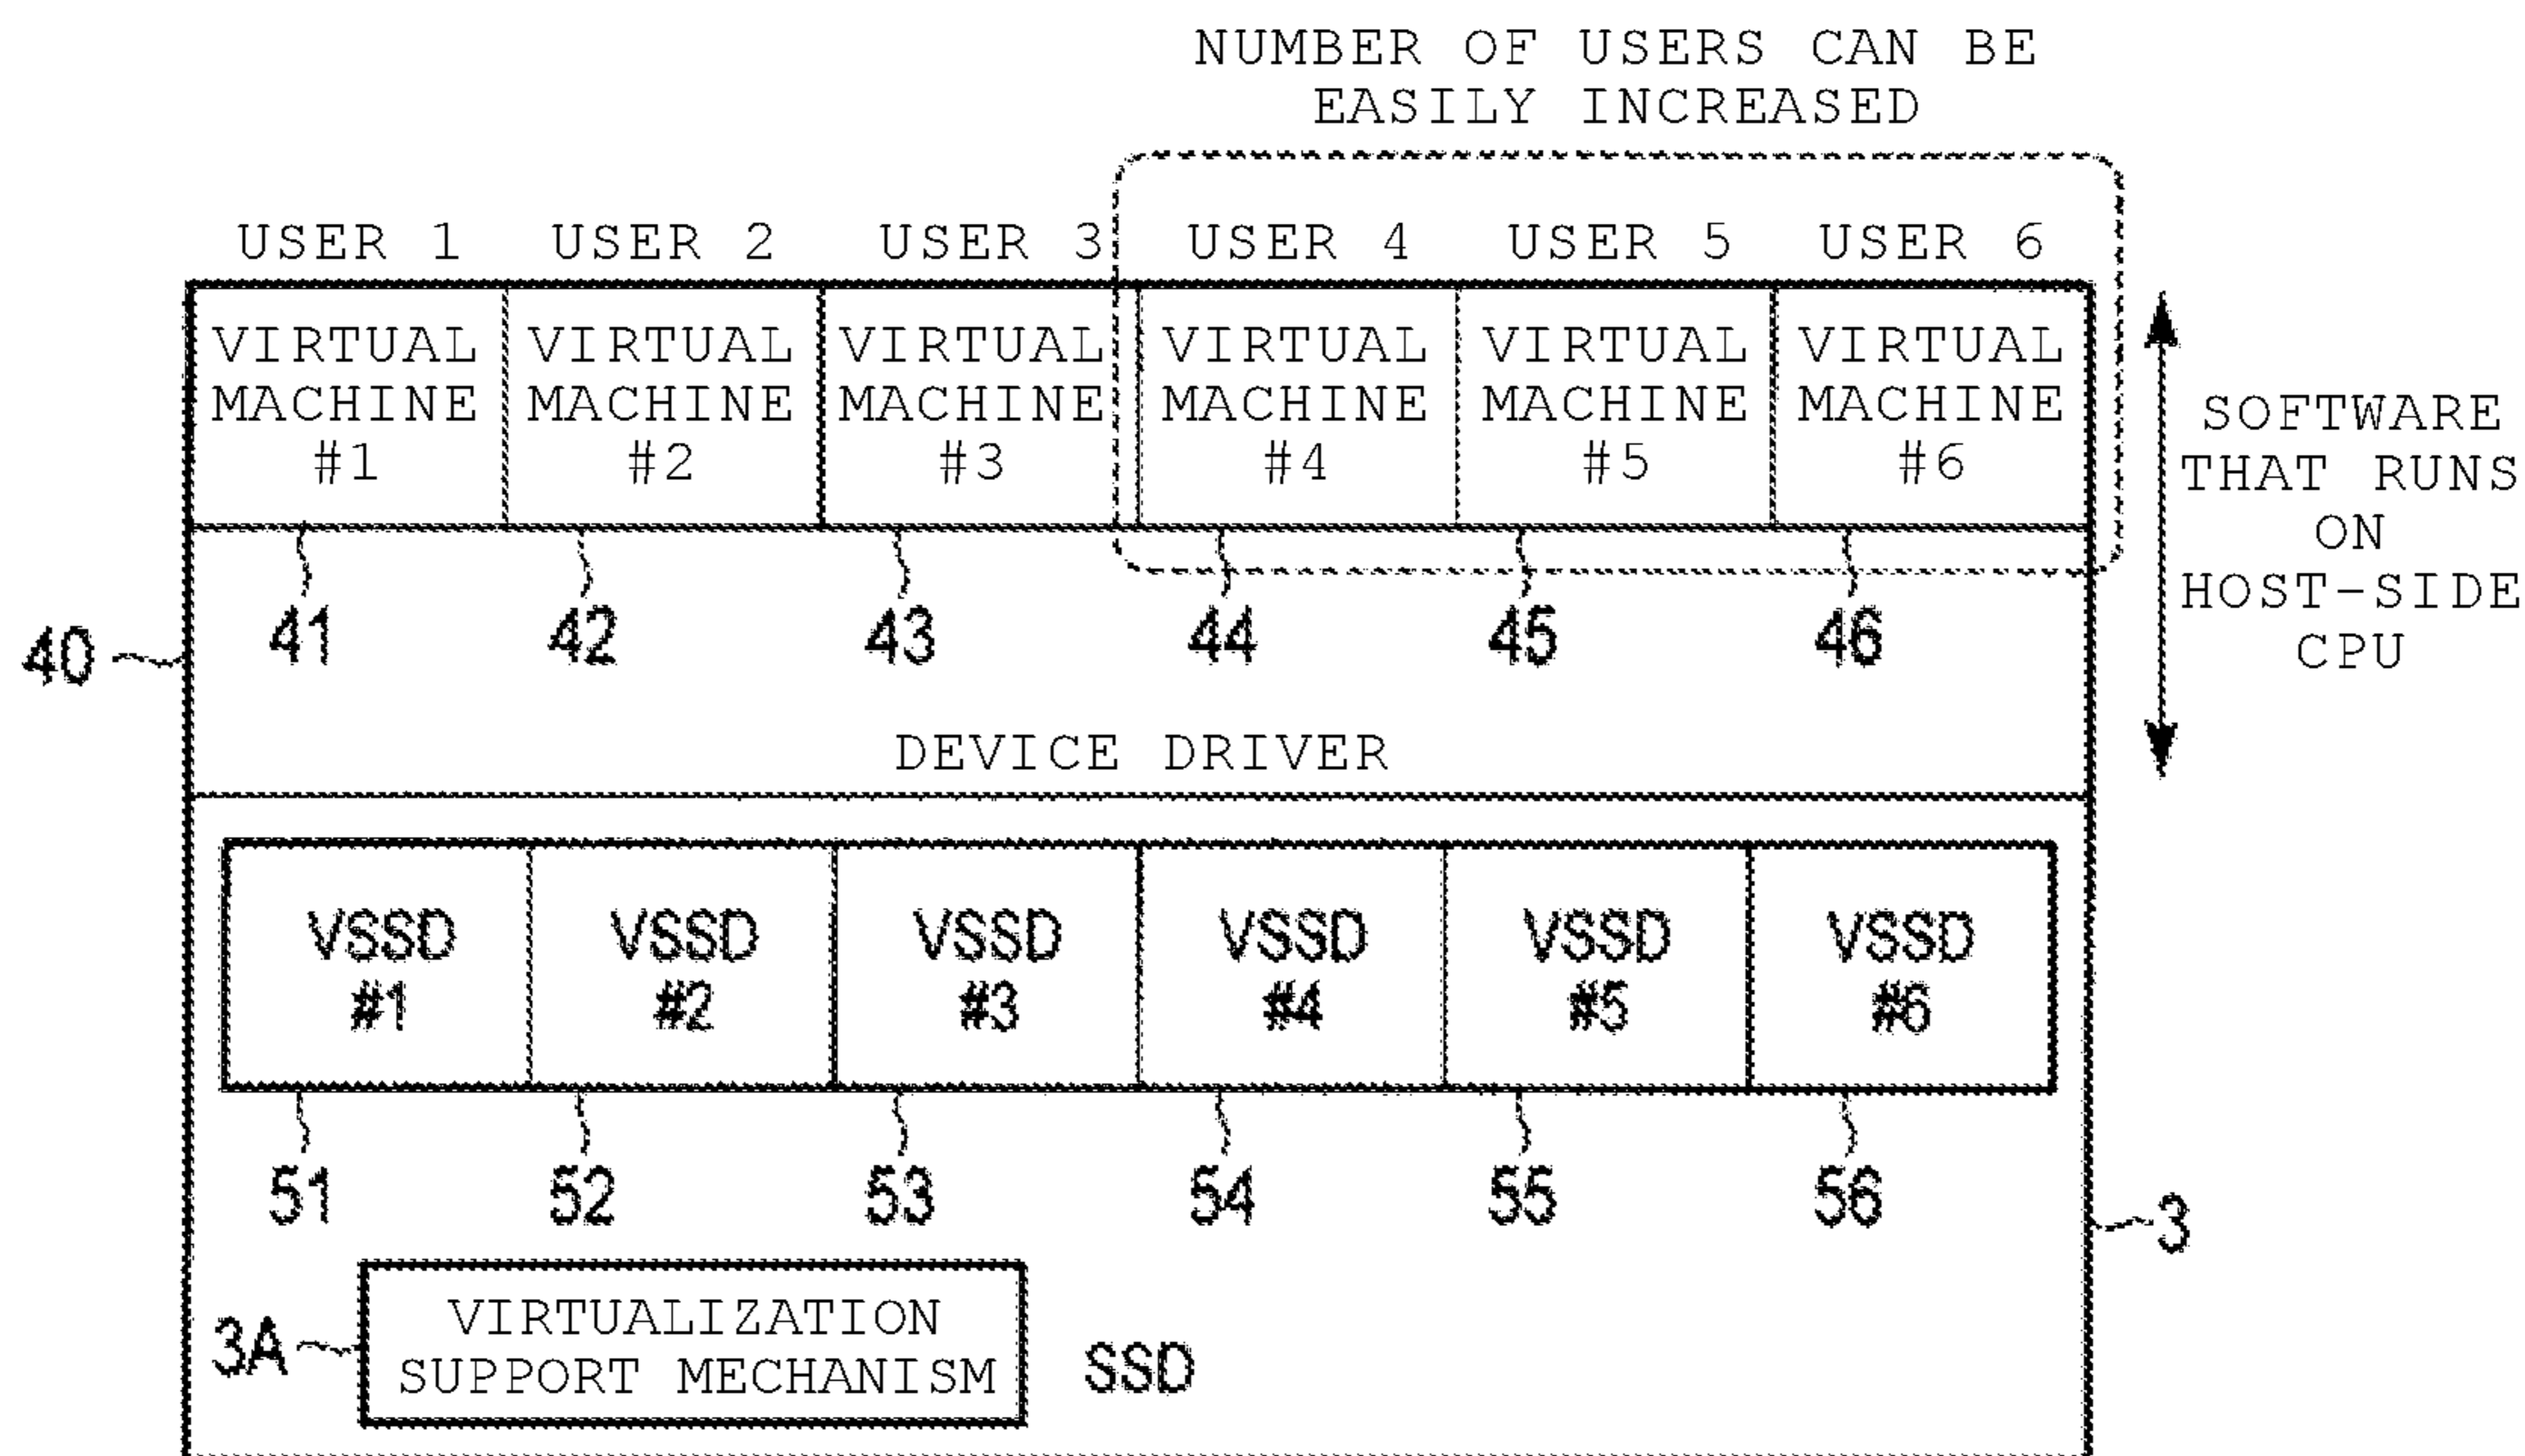 NUMBER OF USERS CAN BE
EASILY INCREASED
USER 1 USER 2 USER 3 USER 4 USER 5 USER 6
VIRTUAL MACHINE #1
VIRTUAL MACHINE #2
VIRTUAL MACHINE #3
VIRTUAL MACHINE #4
VIRTUAL MACHINE #5
VIRTUAL MACHINE #6
SOFTWARE
THAT RUNS
ON
HOST-SIDE
CPU
41 42 43 44 45 46
40
DEVICE DRIVER
VSSD #1
VSSD #2
VSSD #3
VSSD #4
VSSD #5
VSSD #6
51 52 53 54 55 56
3
3A
VIRTUALIZATION
SUPPORT MECHANISM
SSD